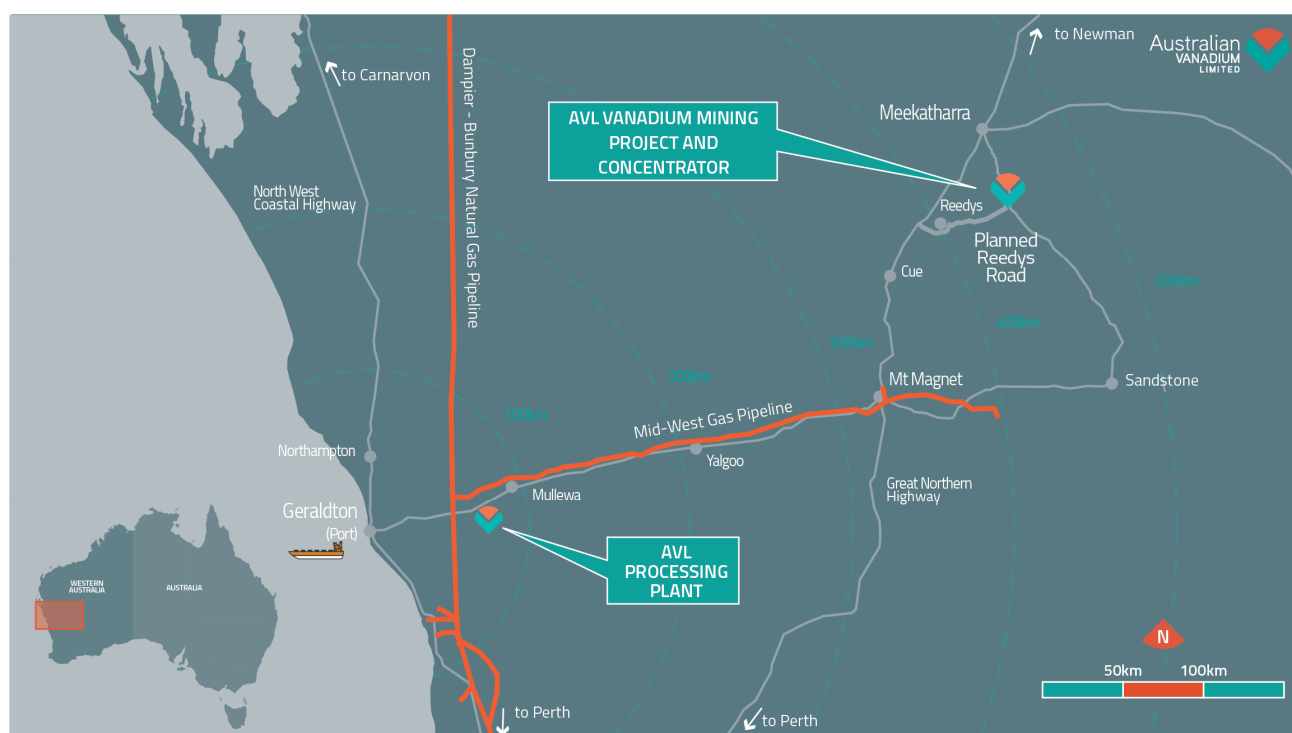 to Newman
Australian
VANADIUM
LIMITED
to Carnarvon
Dampier - Bunbury Natural Gas Pipeline
AVL VANADIUM MINING
PROJECT AND
CONCENTRATOR
Meekatharra
North West
Coastal Highway
Reedys
Planned
Reedys
Road
Cue
500km
400km
300km
200km
100km
Mt Magnet
Sandstone
Mid-West Gas Pipeline
Northampton
Yalgoo
Mullewa
Great Northern
Highway
Geraldton
(Port)
AVL
PROCESSING
PLANT
WESTERN
AUSTRALIA
AUSTRALIA
N
50km
100km
to Perth
to Perth